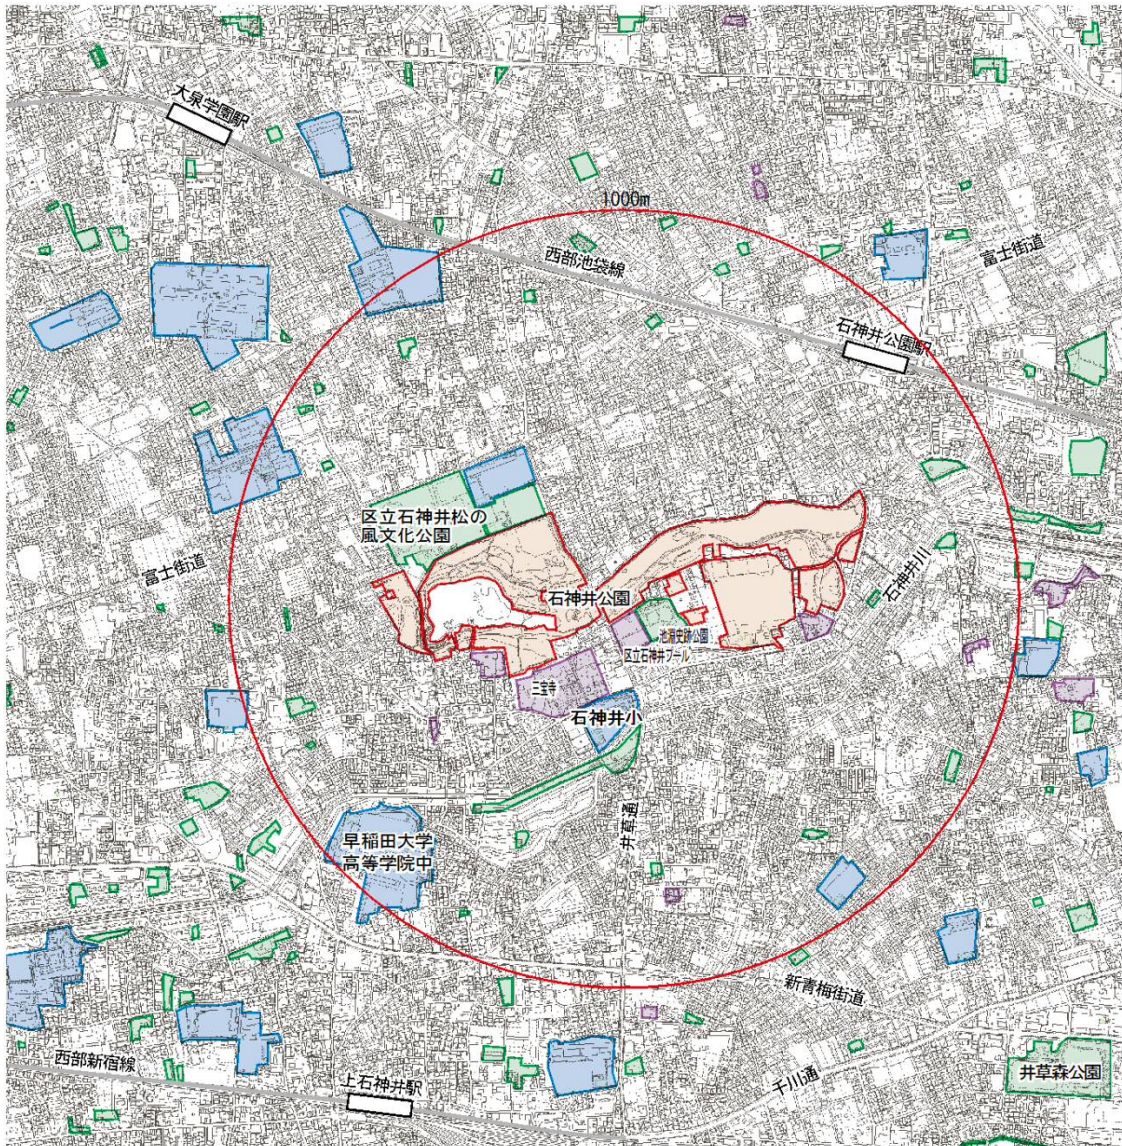 大泉学園駅
1000m
西部池袋線
富士街道
石神井公園駅
区立石神井松の
風文化公園
富士街道
石神井川
石神井公園
池淵史跡公園
区立石神井プール
三宝寺
石神井小
井草通
早稲田大学
高等学院中
新青梅街道
西部新宿線
上石神井駅
千川通
井草森公園